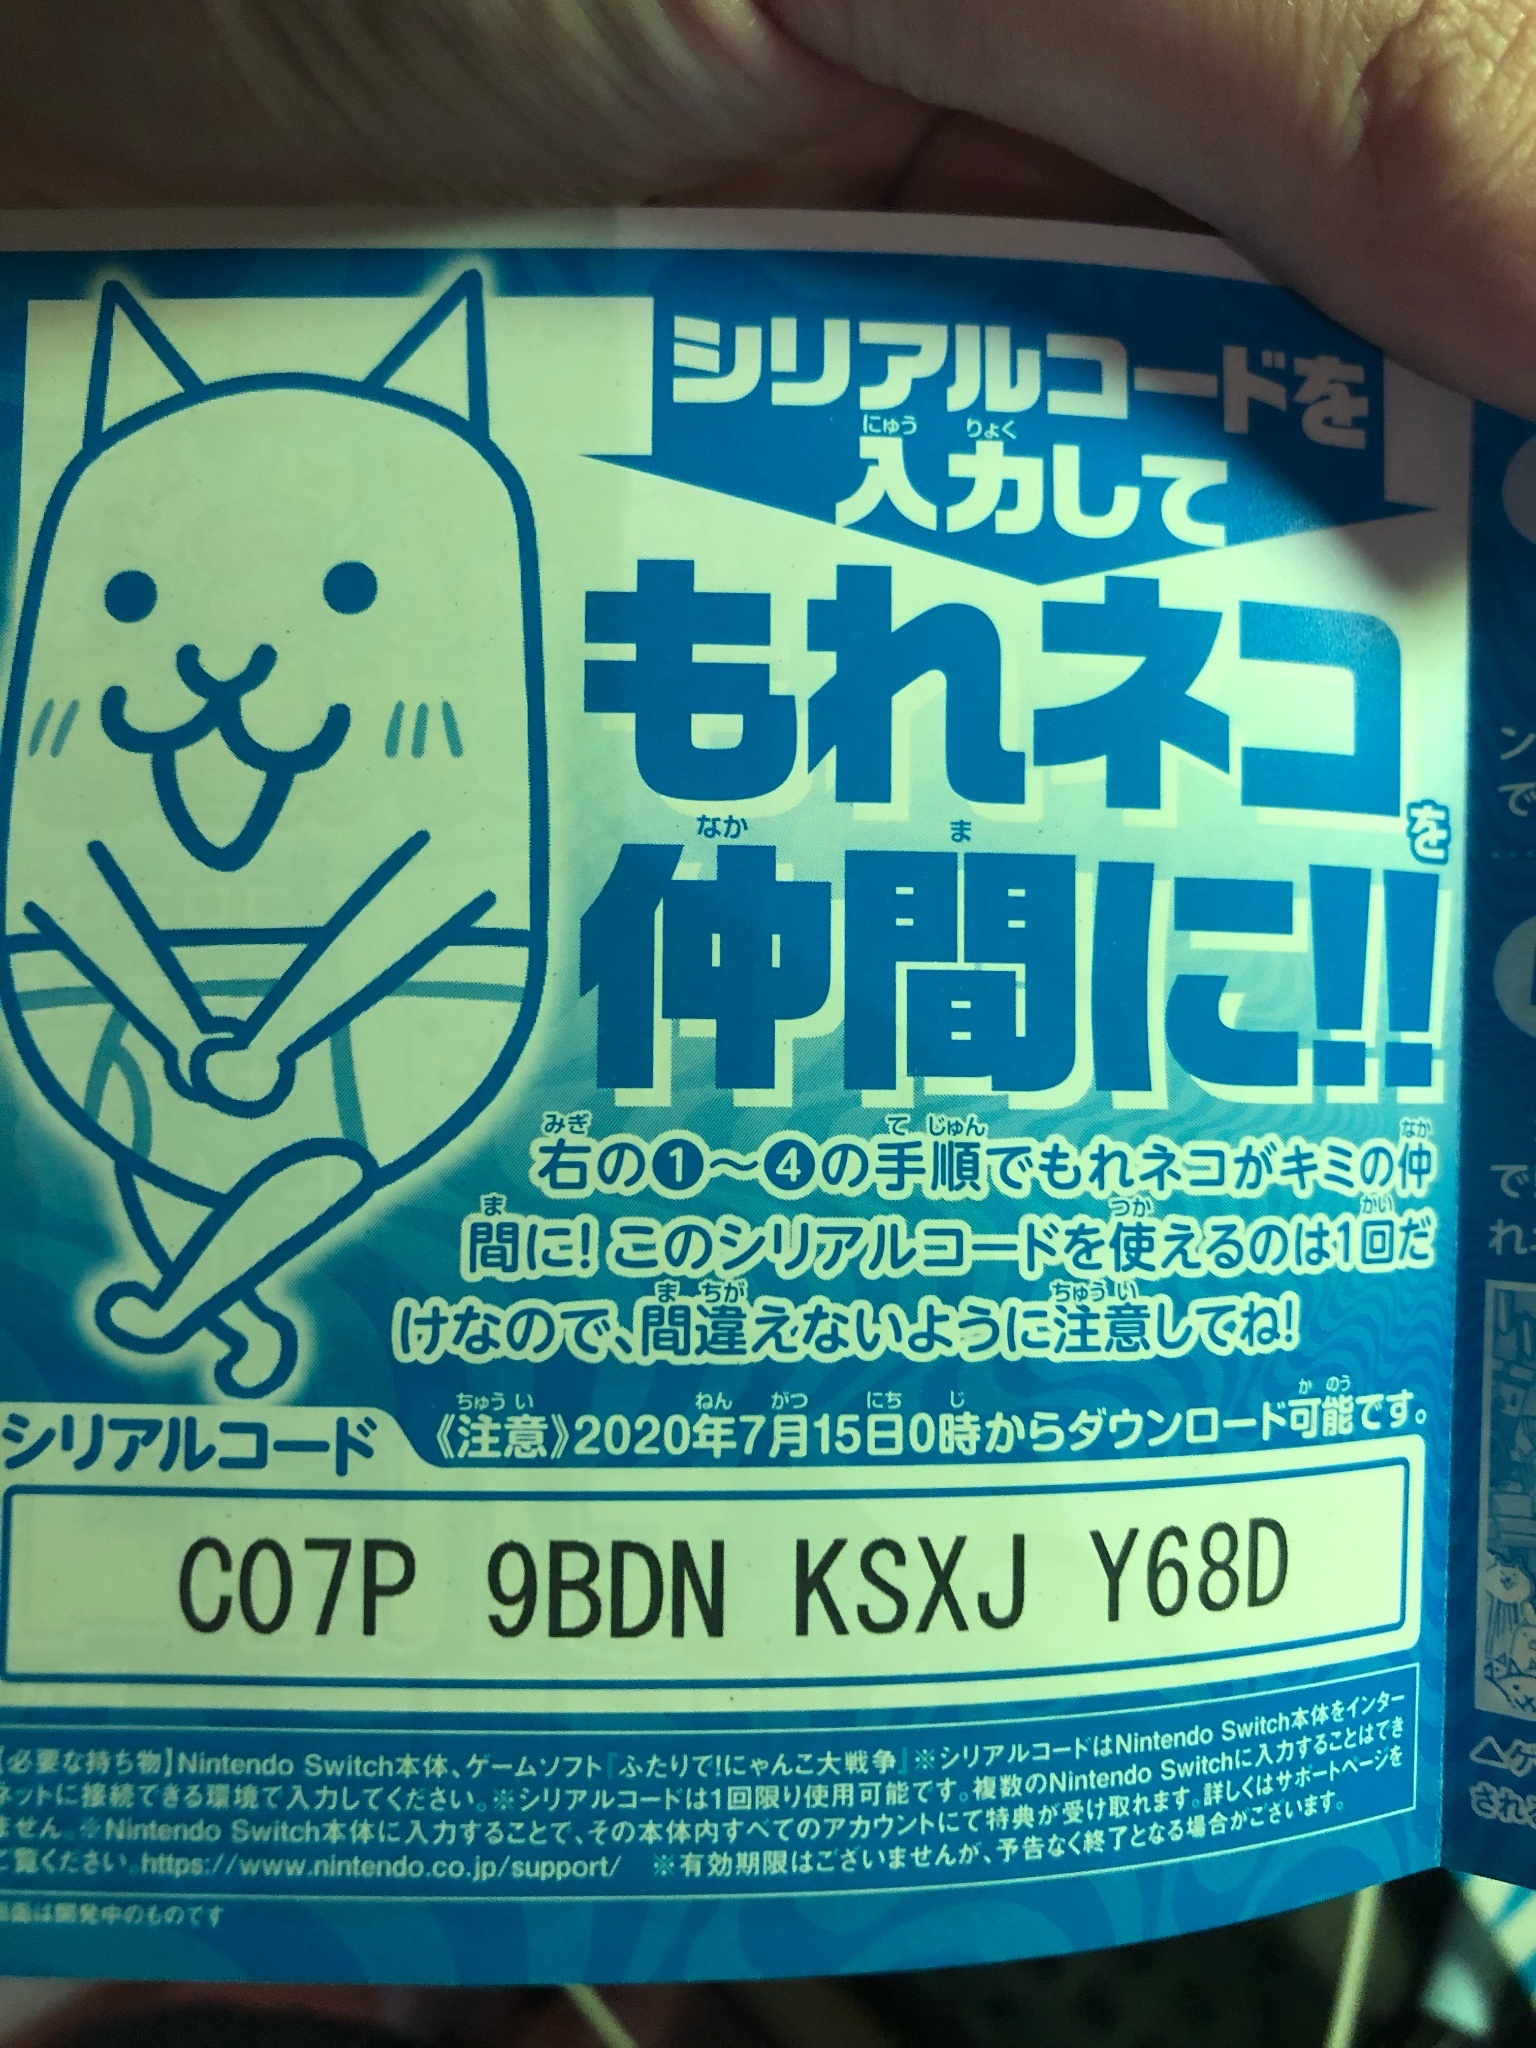 シリアルコードを
入力して
もれネコを
仲間に!!
右の❶～❹の手順でもれネコがキミの仲
間に! このシリアルコードを使えるのは1回だ
けなので、間違えないように注意してね!
《注意》2020年7月15日0時からダウンロード可能です。
シリアルコード
C07P 9BDN KSXJ Y68D
【必要な持ち物】Nintendo Switch本体、ゲームソフト『ふたりで!にゃんこ大戦争』※シリアルコードはNintendo Switch本体をインター
ネットに接続できる環境で入力してください。※シリアルコードは1回限り使用可能です。複数のNintendo Switchに入力することはでき
ません。※Nintendo Switch本体に入力することで、その本体内すべてのアカウントにて特典が受け取れます。詳しくはサポートページを
ご覧ください。https://www.nintendo.co.jp/support/ ※有効期限はございませんが、予告なく終了となる場合がございます。
画面は開発中のものです